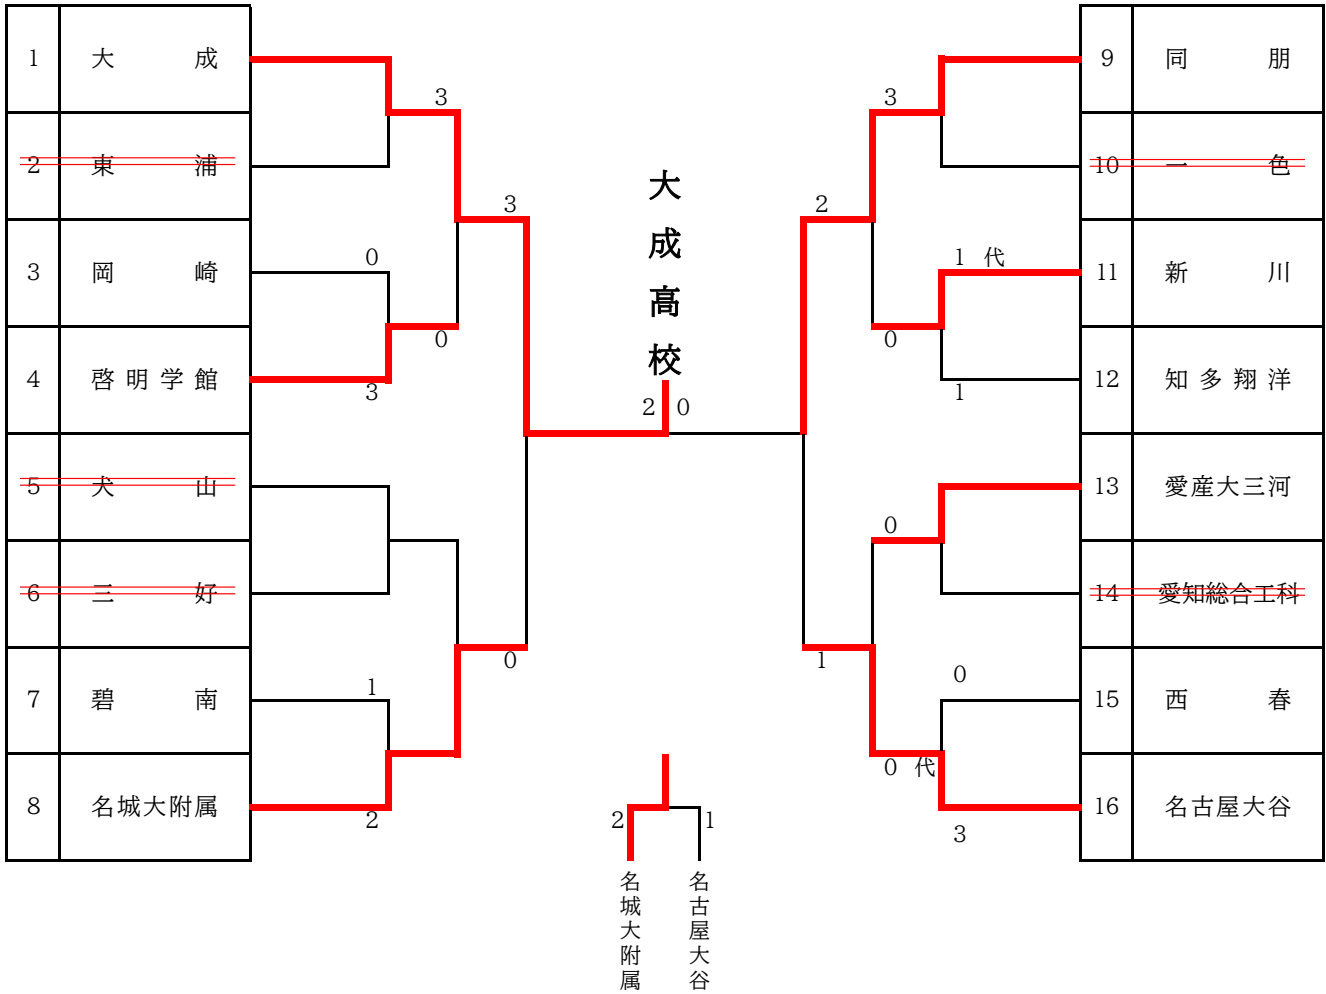 1 大成
2 東浦
3 岡崎
4 啓明学館
5 犬山
6 三好
7 碧南
8 名城大附属
3
3
0
0
3
0
1
2
大成高校
2 0
3
2
1 代
0
1
0
1
0
0 代
3
9 同朋
10 一色
11 新川
12 知多翔洋
13 愛産大三河
14 愛知総合工科
15 西春
16 名古屋大谷
2 1
名城大附属
名古屋大谷